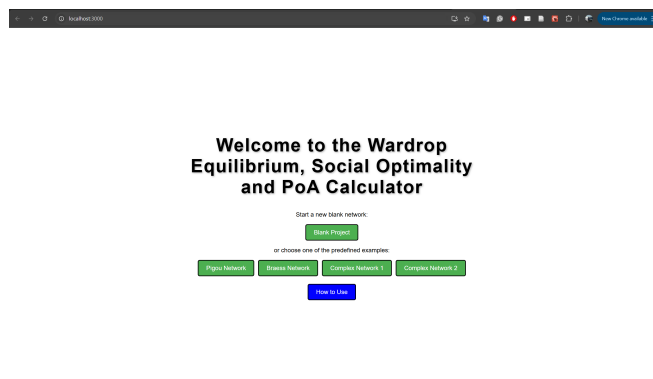 localhost:3000
New Chrome available
Welcome to the Wardrop
Equilibrium, Social Optimality
and PoA Calculator
Start a new blank network:
Blank Project
or choose one of the predefined examples:
Pigou Network Braess Network Complex Network 1 Complex Network 2
How to Use